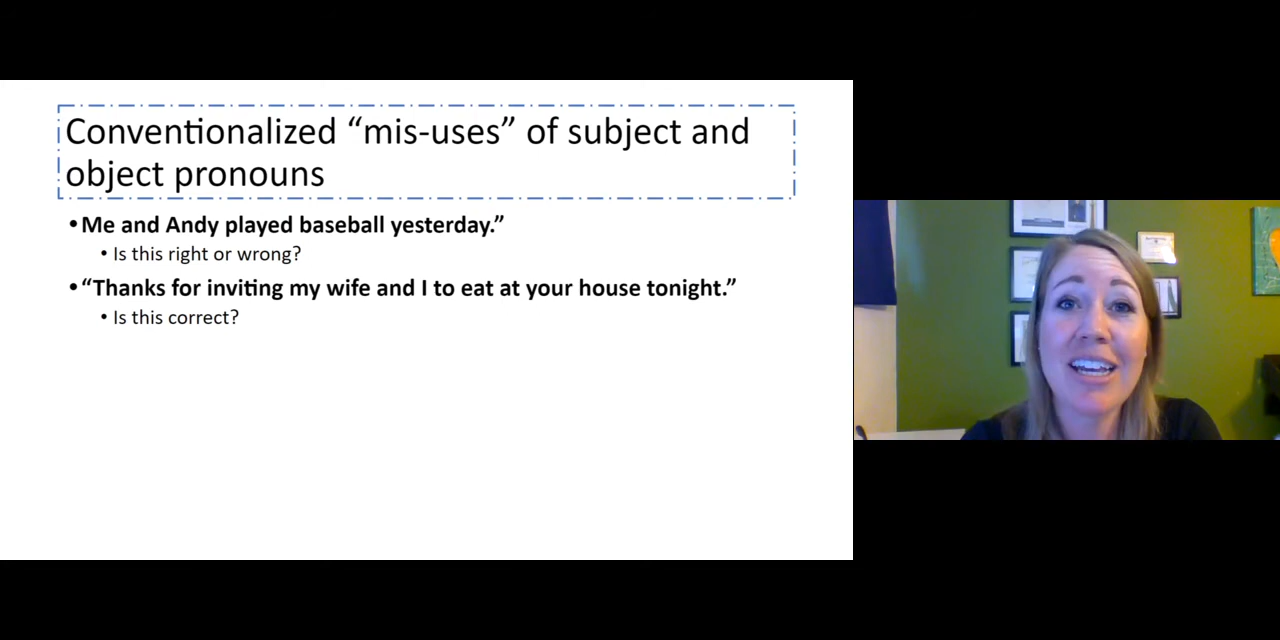 Conventionalized “mis-uses” of subject and
object pronouns
•Me and Andy played baseball yesterday.”
• Is this right or wrong?
•“Thanks for inviting my wife and I to eat at your house tonight.”
• Is this correct?